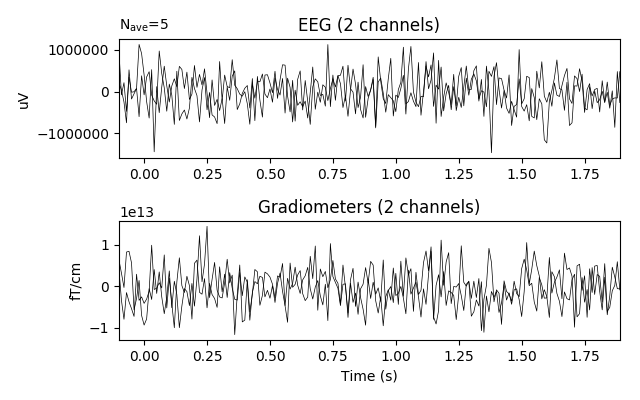 N_ave=5
EEG (2 channels)
1000000
0
−1000000
uV
0.00 0.25 0.50 0.75 1.00 1.25 1.50 1.75
1e13
Gradiometers (2 channels)
1
0
−1
fT/cm
0.00 0.25 0.50 0.75 1.00 1.25 1.50 1.75
Time (s)